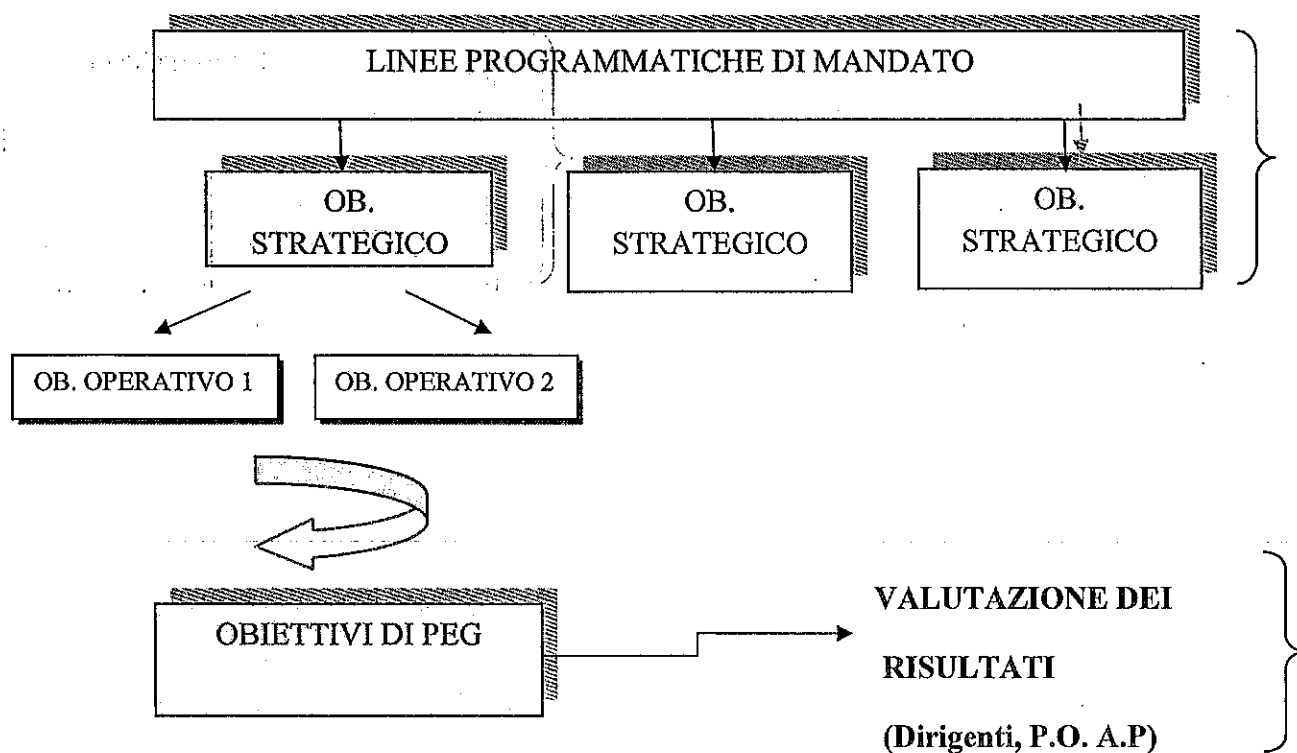 LINEE PROGRAMMATICHE DI MANDATO
OB.
STRATEGICO
OB.
STRATEGICO
OB.
STRATEGICO
OB. OPERATIVO 1
OB. OPERATIVO 2
OBIETTIVI DI PEG
VALUTAZIONE DEI
RISULTATI
(Dirigenti, P.O. A.P)